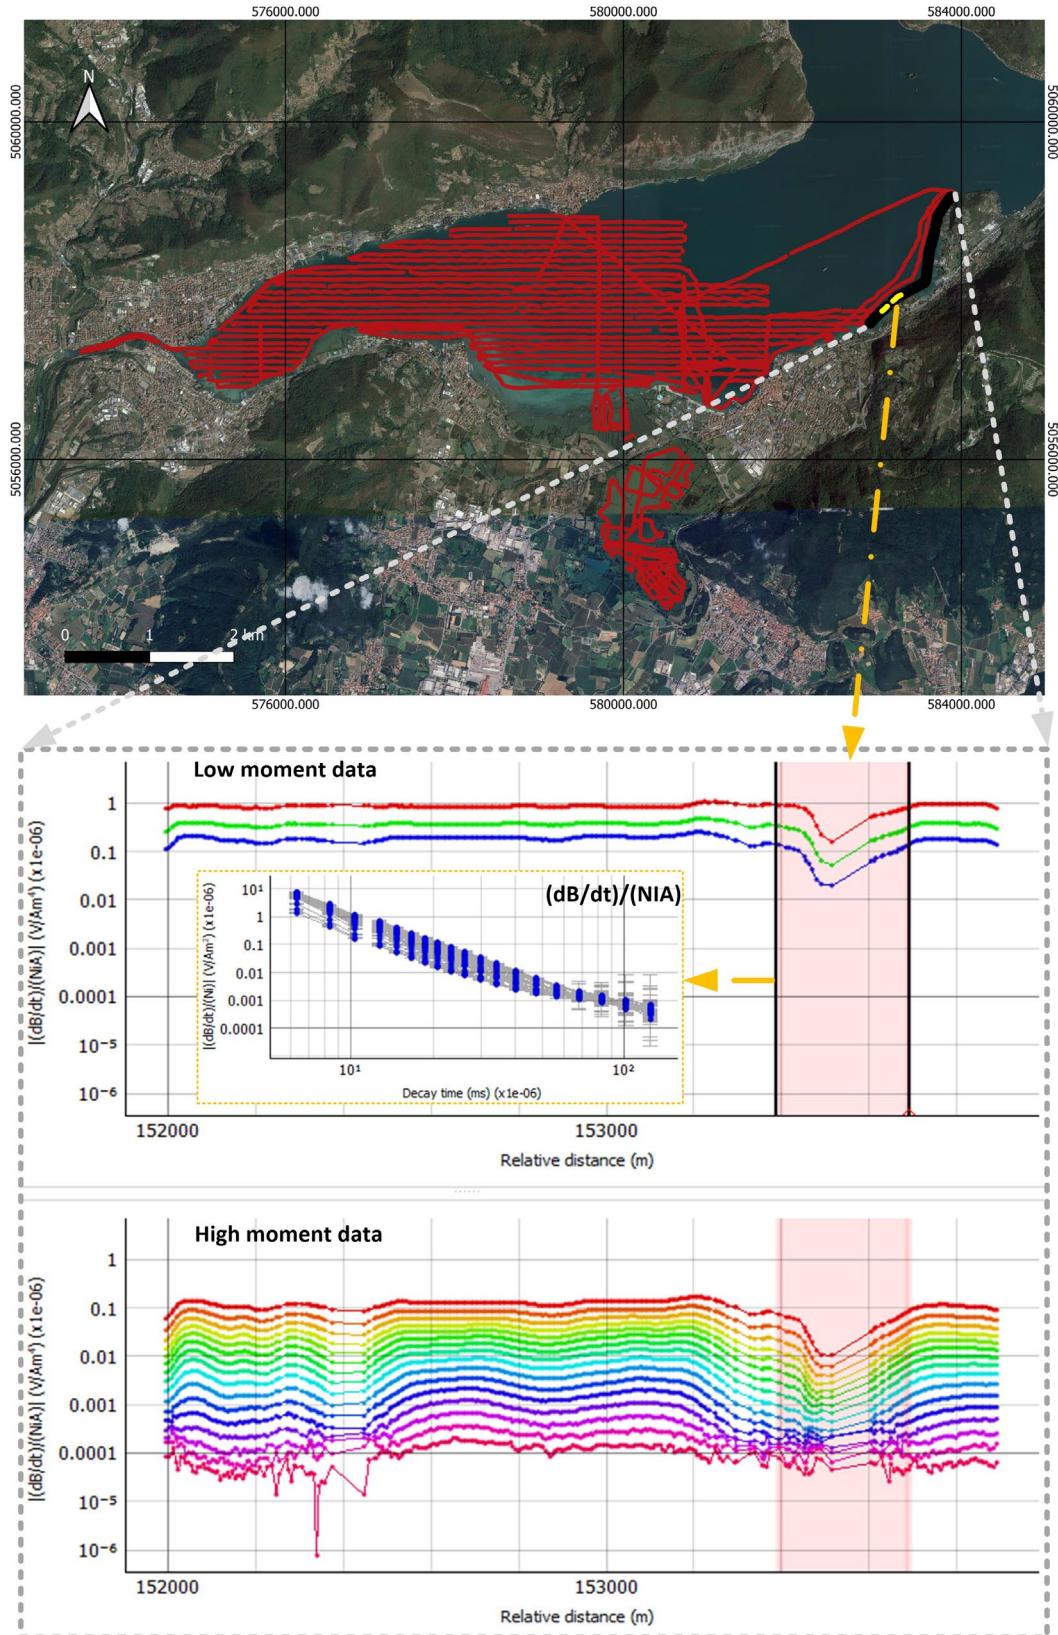 576000.000 580000.000 584000.000
5060000.000 5060000.000
N
5056000.000 5056000.000
0 1 2 km
576000.000 580000.000 584000.000
Low moment data
|(dB/dt)/(NiA)| (V/Am⁴) (x1e-06)
1
0.1
0.01
0.001
0.0001
10⁻⁵
10⁻⁶
(dB/dt)/(NIA)
|(dB/dt)/(Ni)| (V/Am²) (x1e-06)
10¹
1
0.1
0.01
0.001
0.0001
10¹ 10²
Decay time (ms) (x1e-06)
152000 153000
Relative distance (m)
High moment data
|(dB/dt)/(NiA)| (V/Am⁴) (x1e-06)
1
0.1
0.01
0.001
0.0001
10⁻⁵
10⁻⁶
152000 153000
Relative distance (m)